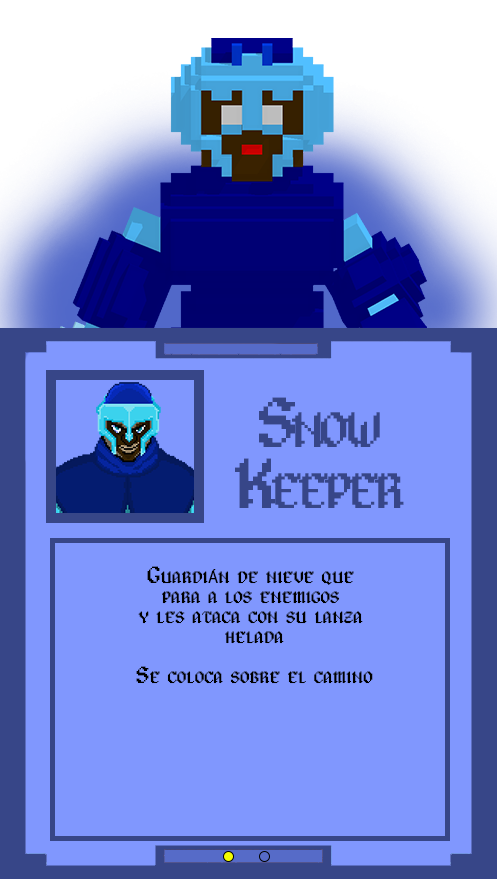 Snow
Keeper
Guardián de nieve que
para a los enemigos
y les ataca con su lanza
helada
Se coloca sobre el camino